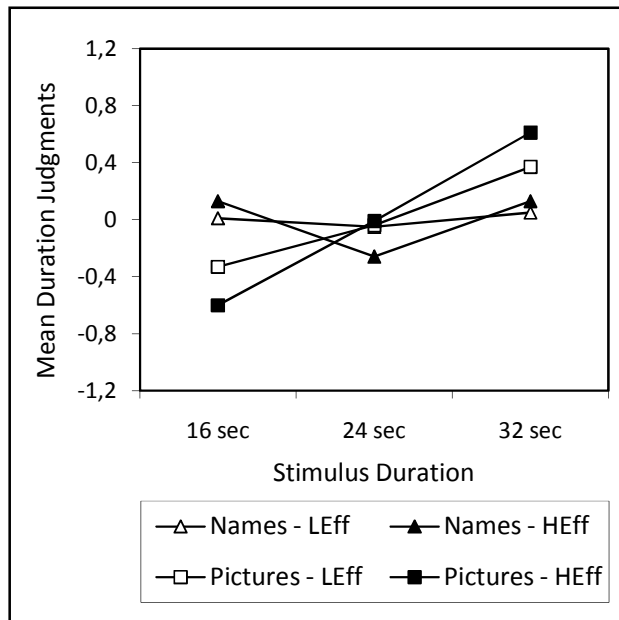 Mean Duration Judgments
1,2
0,8
0,4
0
-0,4
-0,8
-1,2
16 sec 24 sec 32 sec
Stimulus Duration
Names - LEff Names - HEff
Pictures - LEff Pictures - HEff